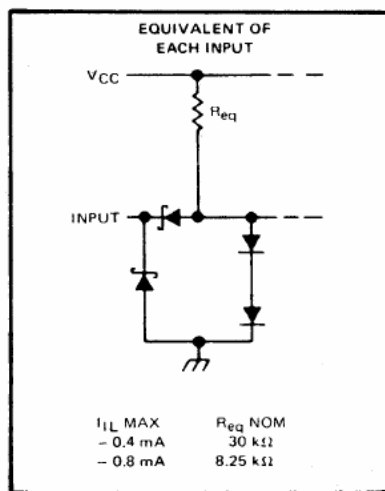 EQUIVALENT OF
EACH INPUT
VCC
Req
INPUT
IIL MAX Req NOM
– 0.4 mA 30 kΩ
– 0.8 mA 8.25 kΩ